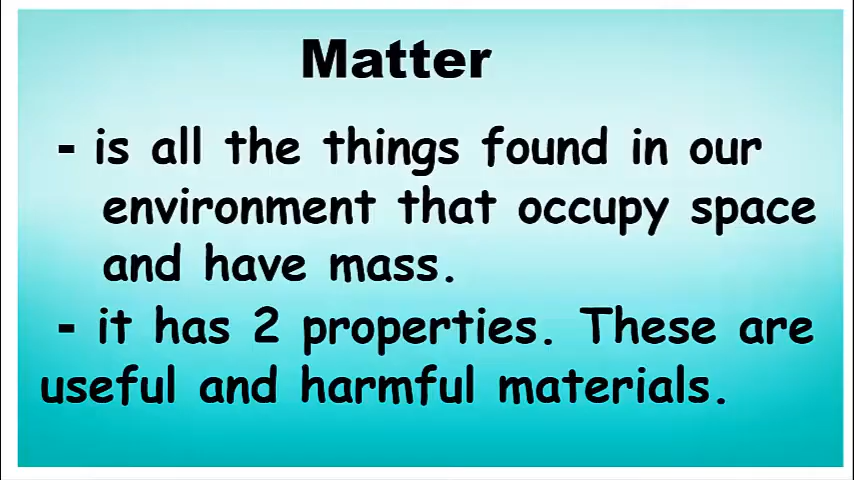 Matter
- is all the things found in our
environment that occupy space
and have mass.
- it has 2 properties. These are
useful and harmful materials.